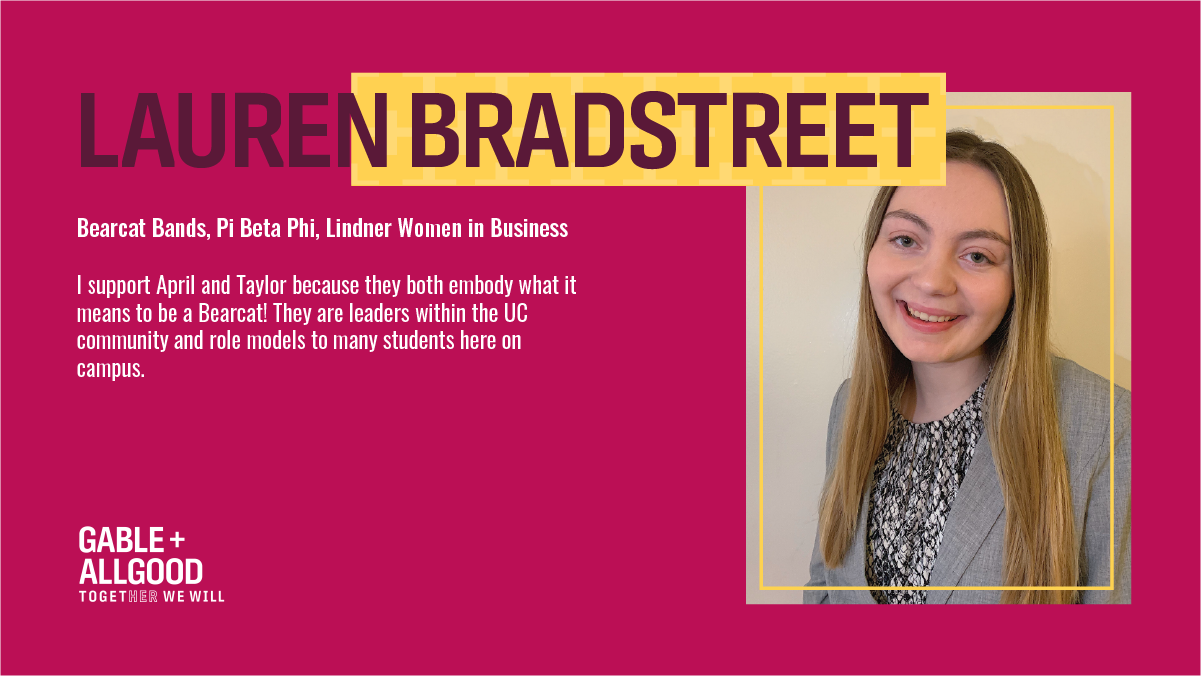 LAUREN BRADSTREET
Bearcat Bands, Pi Beta Phi, Lindner Women in Business
I support April and Taylor because they both embody what it
means to be a Bearcat! They are leaders within the UC
community and role models to many students here on
campus.
GABLE +
ALLGOOD
TOGETHER WE WILL